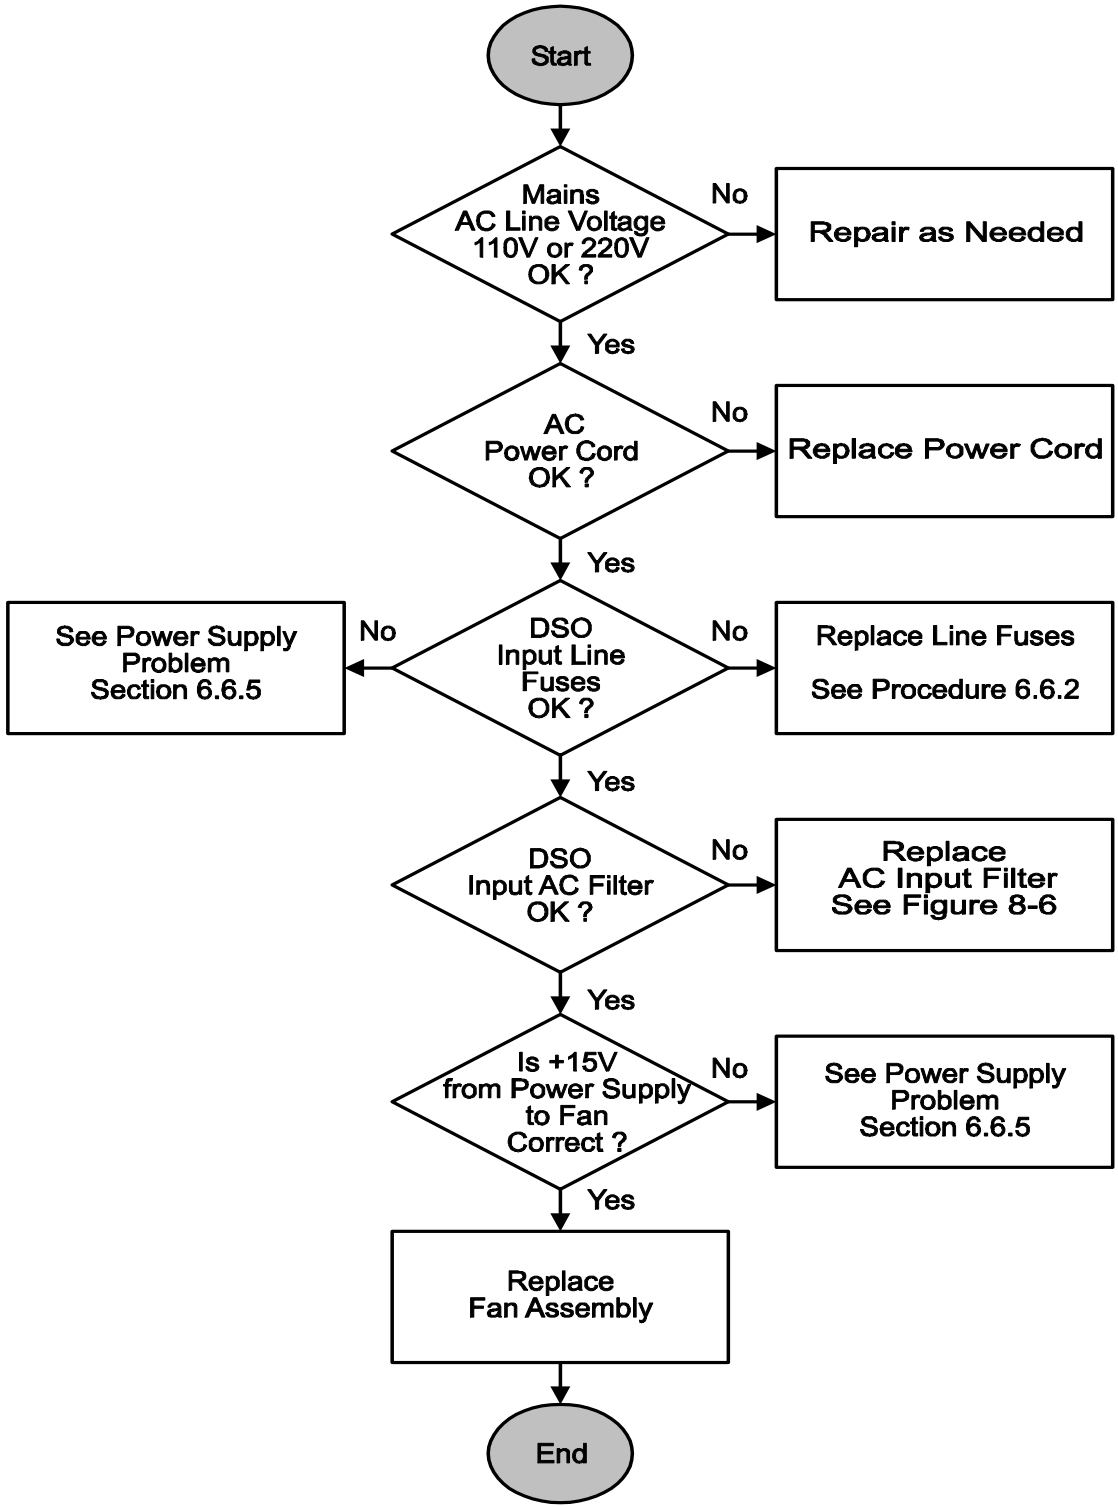 Start
Mains
AC Line Voltage
110V or 220V
OK ?
No
Repair as Needed
Yes
AC
Power Cord
OK ?
No
Replace Power Cord
Yes
See Power Supply
Problem
Section 6.6.5
No
DSO
Input Line
Fuses
OK ?
No
Replace Line Fuses
See Procedure 6.6.2
Yes
DSO
Input AC Filter
OK ?
No
Replace
AC Input Filter
See Figure 8-6
Yes
Is +15V
from Power Supply
to Fan
Correct ?
No
See Power Supply
Problem
Section 6.6.5
Yes
Replace
Fan Assembly
End